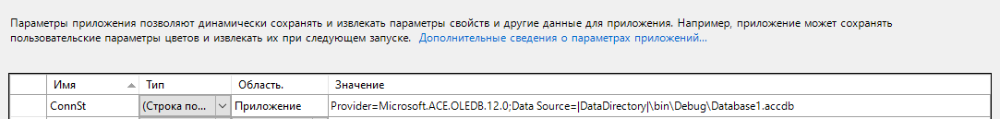 Параметры приложения позволяют динамически сохранять и извлекать параметры свойств и другие данные для приложения. Например, приложение может сохранять
пользовательские параметры цветов и извлекать их при следующем запуске. Дополнительные сведения о параметрах приложений...
Имя Тип Область. Значение
ConnSt (Строка по... Приложение Provider=Microsoft.ACE.OLEDB.12.0;Data Source=|DataDirectory|\bin\Debug\Database1.accdb